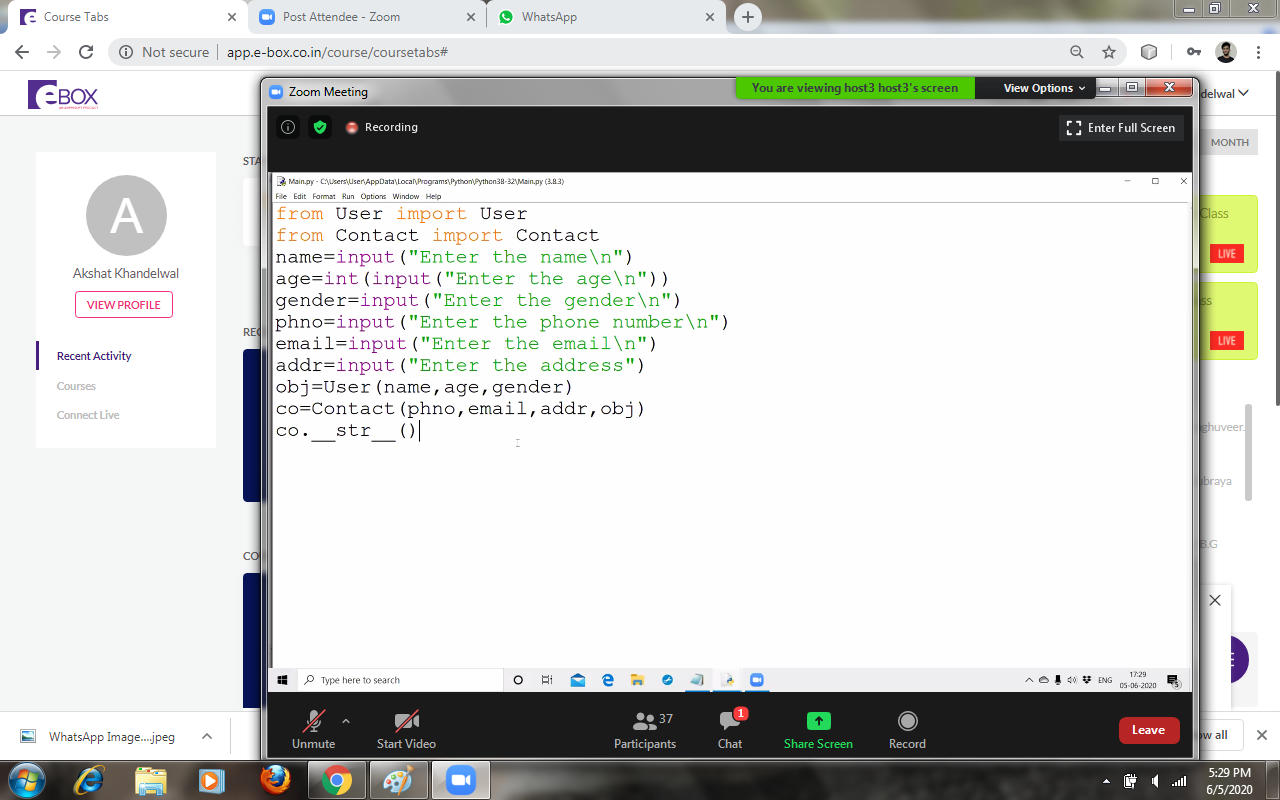 Course Tabs
Post Attendee - Zoom
WhatsApp
Not secure
app.e-box.co.in/course/coursetabs#
eBOX
Zoom Meeting
You are viewing host3 host3's screen
View Options
delwal
Recording
Enter Full Screen
MONTH
STA
Main.py - C:\Users\User\AppData\Local\Programs\Python\Python38-32\Main.py (3.8.3)
File Edit Format Run Options Window Help
from User import User
from Contact import Contact
name=input("Enter the name\n")
age=int(input("Enter the age\n"))
gender=input("Enter the gender\n")
phno=input("Enter the phone number\n")
email=input("Enter the email\n")
addr=input("Enter the address")
obj=User(name,age,gender)
co=Contact(phno,email,addr,obj)
co.__str__()
A
Akshat Khandelwal
VIEW PROFILE
Recent Activity
Courses
Connect Live
REC
CO
Class
LIVE
ss
LIVE
ghuveer.
braya
B.G
E
Type here to search
ENG
17:29
05-06-2020
5
Unmute
Start Video
Participants
37
Chat
1
Share Screen
Record
Leave
WhatsApp Image....jpeg
ow all
5:29 PM
6/5/2020